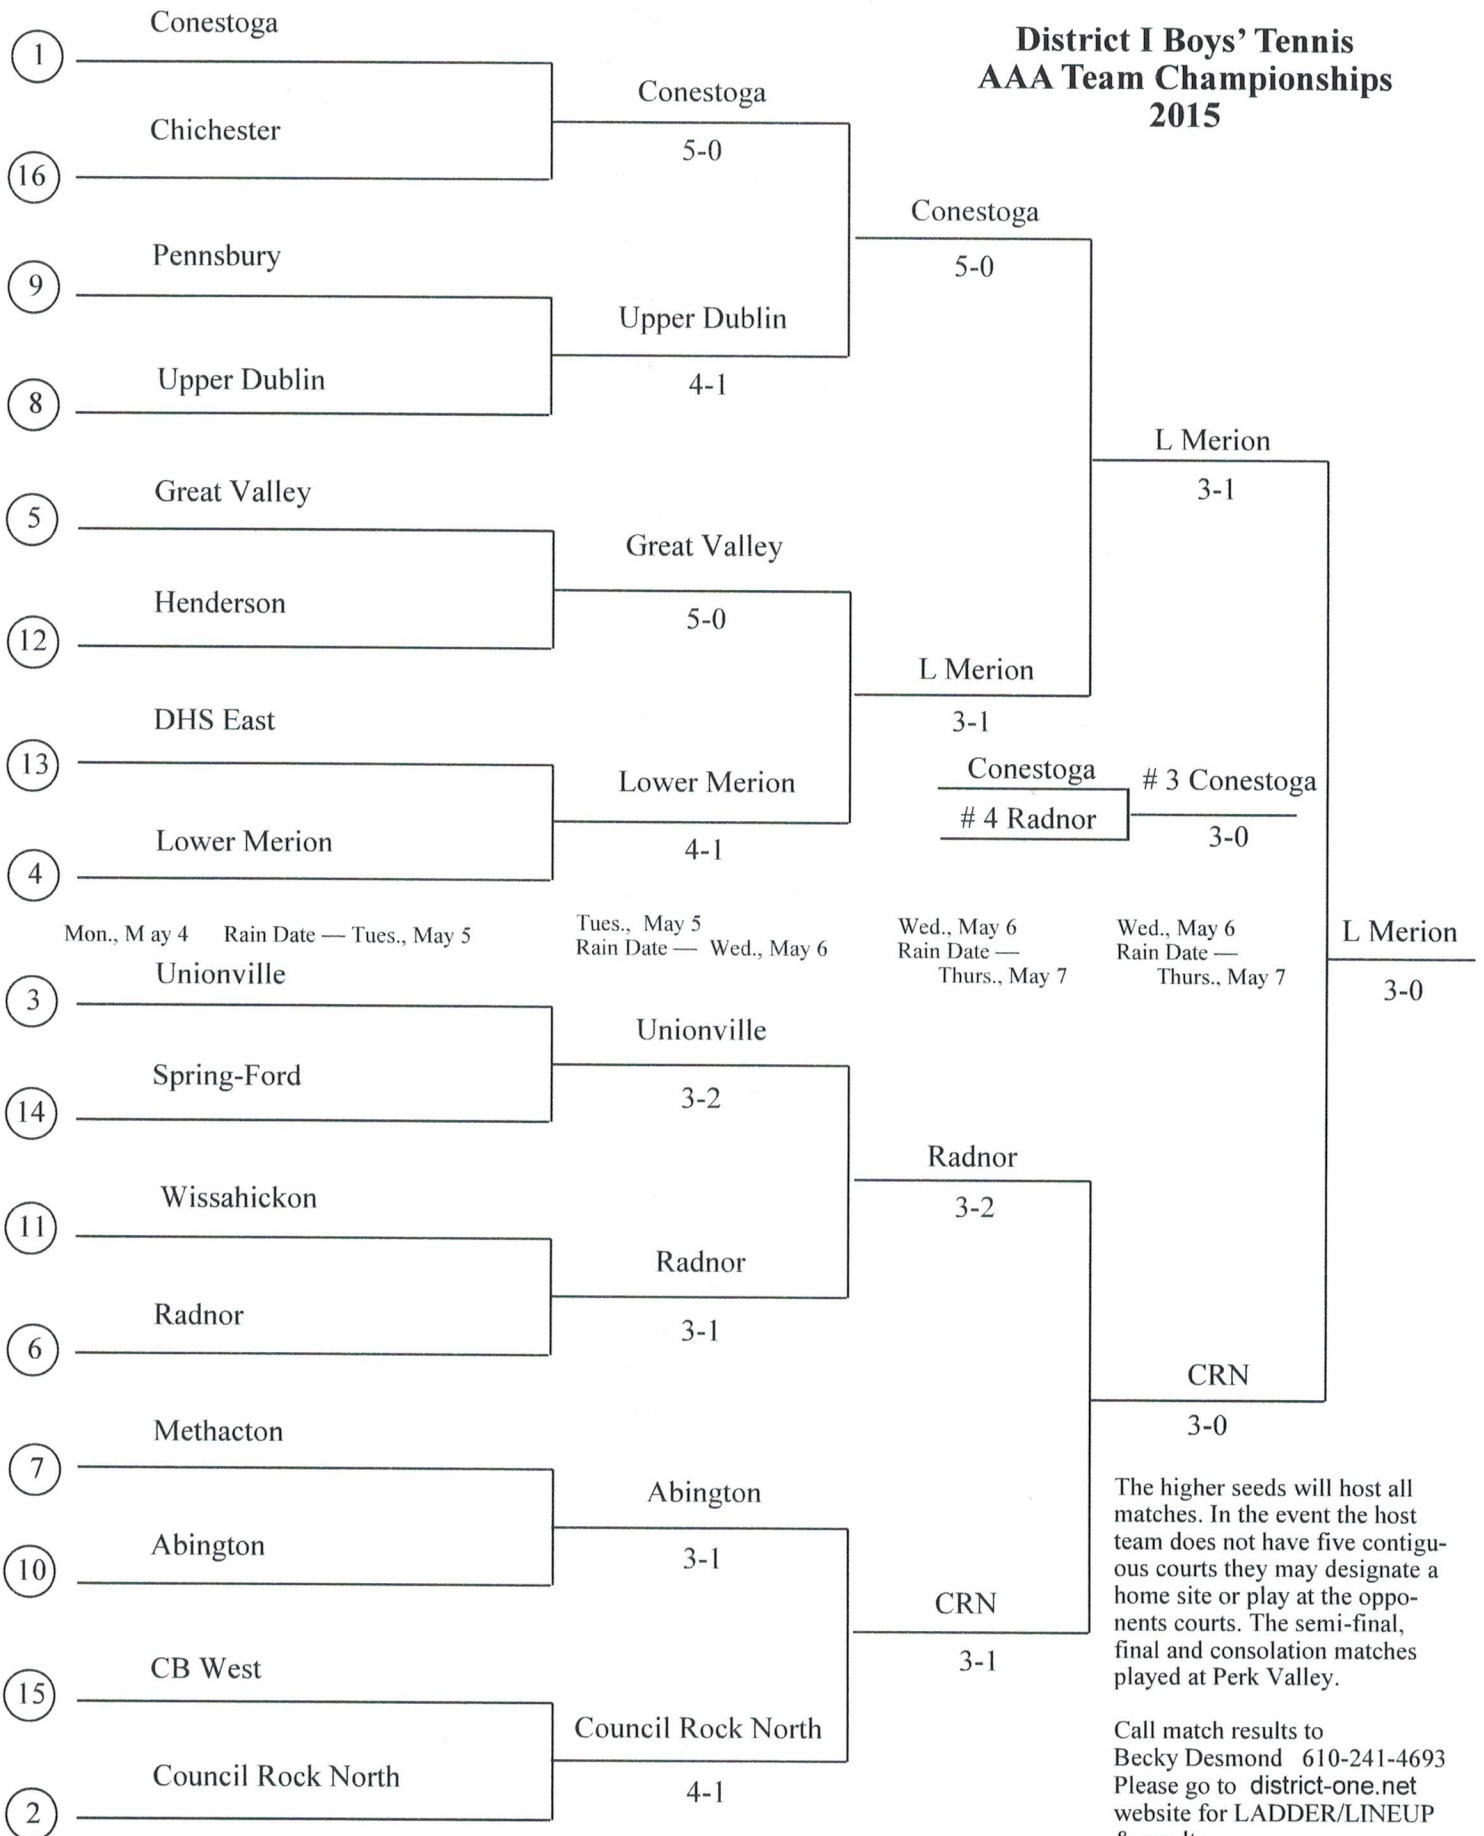 District I Boys' Tennis
AAA Team Championships
2015
1
Conestoga
16
Chichester
9
Pennsbury
8
Upper Dublin
5
Great Valley
12
Henderson
13
DHS East
4
Lower Merion
Conestoga
5-0
Upper Dublin
4-1
Great Valley
5-0
Lower Merion
4-1
Conestoga
5-0
L Merion
3-1
L Merion
3-1
Conestoga
# 4 Radnor
# 3 Conestoga
3-0
Mon., M ay 4 Rain Date — Tues., May 5
Tues., May 5
Rain Date — Wed., May 6
Wed., May 6
Rain Date —
Thurs., May 7
Wed., May 6
Rain Date —
Thurs., May 7
L Merion
3-0
3
Unionville
14
Spring-Ford
11
Wissahickon
6
Radnor
7
Methacton
10
Abington
15
CB West
2
Council Rock North
Unionville
3-2
Radnor
3-1
Abington
3-1
Council Rock North
4-1
Radnor
3-2
CRN
3-1
CRN
3-0
The higher seeds will host all
matches. In the event the host
team does not have five contigu-
ous courts they may designate a
home site or play at the oppo-
nents courts. The semi-final,
final and consolation matches
played at Perk Valley.
Call match results to
Becky Desmond 610-241-4693
Please go to district-one.net
website for LADDER/LINEUP